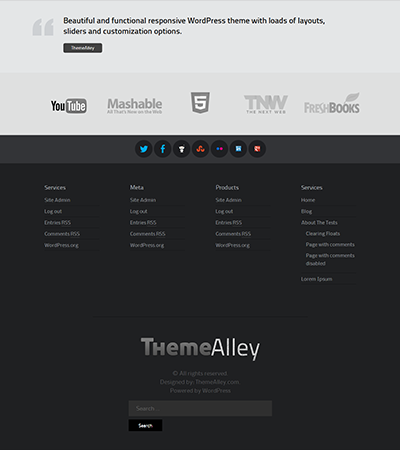 Beautiful and functional responsive WordPress theme with loads of layouts,
sliders and customization options.
ThemeAlley
YouTube
Mashable
All That's New on the Web
5
TNW
THE NEXT WEB
FRESHBOOKS
Services
Site Admin
Log out
Entries RSS
Comments RSS
WordPress.org
Meta
Site Admin
Log out
Entries RSS
Comments RSS
WordPress.org
Products
Site Admin
Log out
Entries RSS
Comments RSS
WordPress.org
Services
Home
Blog
About The Tests
Clearing Floats
Page with comments
Page with comments
disabled
Lorem Ipsum
THemeAlley
© All rights reserved
Designed by: ThemeAlley.com
Powered by WordPress
Search...
Search